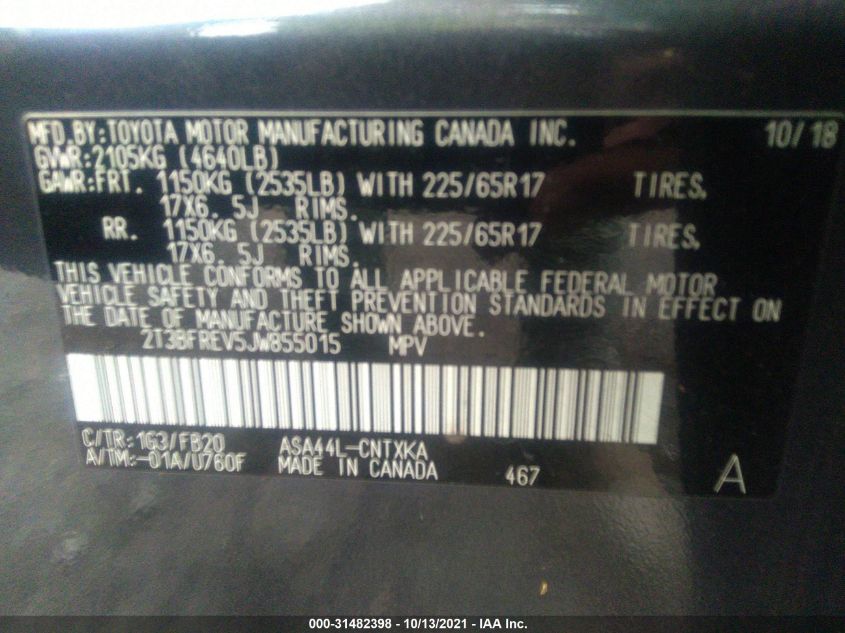 MFD.BY:TOYOTA MOTOR MANUFACTURING CANADA INC. 10/18
GVWR:2105KG (4640LB)
GAWR:FRT. 1150KG (2535LB) WITH 225/65R17 TIRES,
17X6. 5J RIMS.
RR. 1150KG (2535LB) WITH 225/65R17 TIRES,
17X6. 5J RIMS.
THIS VEHICLE CONFORMS TO ALL APPLICABLE FEDERAL MOTOR
VEHICLE SAFETY AND THEFT PREVENTION STANDARDS IN EFFECT ON
THE DATE OF MANUFACTURE SHOWN ABOVE.
2T3BFREV5JW855015 MPV
C/TR:1G3/FB20 ASA44L-CNTXKA
A/TM:-01A/U760F MADE IN CANADA 467 A
000-31482398 - 10/13/2021 - IAA Inc.